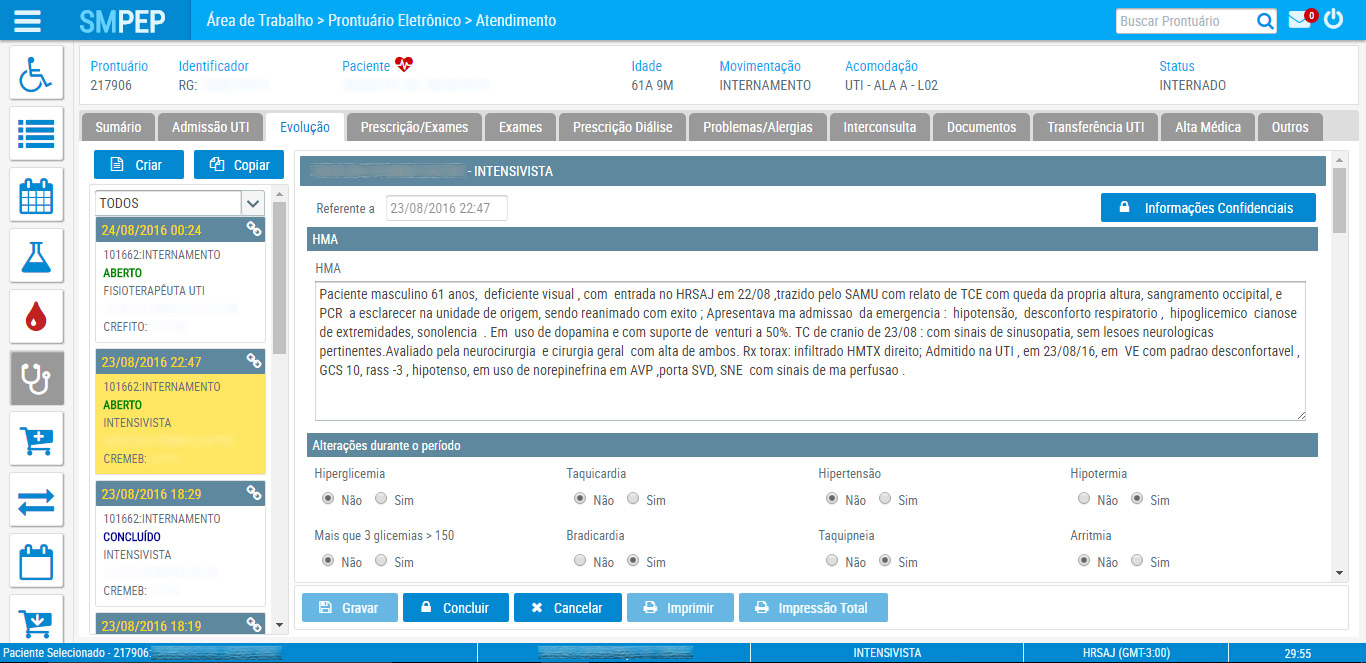 SMPEP
Área de Trabalho > Prontuário Eletrônico > Atendimento
Buscar Prontuário
0
Prontuário
217906
Identificador
RG:
Paciente
Idade
61A 9M
Movimentação
INTERNAMENTO
Acomodação
UTI - ALA A - L02
Status
INTERNADO
Sumário
Admissão UTI
Evolução
Prescrição/Exames
Exames
Prescrição Diálise
Problemas/Alergias
Interconsulta
Documentos
Transferência UTI
Alta Médica
Outros
Criar
Copiar
TODOS
24/08/2016 00:24
101662:INTERNAMENTO
ABERTO
FISIOTERAPÊUTA UTI
CREFITO:
23/08/2016 22:47
101662:INTERNAMENTO
ABERTO
INTENSIVISTA
CREMEB:
23/08/2016 18:29
101662:INTERNAMENTO
CONCLUÍDO
INTENSIVISTA
CREMEB:
23/08/2016 18:19
- INTENSIVISTA
Referente a 23/08/2016 22:47
Informações Confidenciais
HMA
HMA
Paciente masculino 61 anos, deficiente visual , com entrada no HRSAJ em 22/08 ,trazido pelo SAMU com relato de TCE com queda da propria altura, sangramento occipital, e
PCR a esclarecer na unidade de origem, sendo reanimado com exito ; Apresentava ma admissao da emergencia : hipotensão, desconforto respiratorio , hipoglicemico cianose
de extremidades, sonolencia . Em uso de dopamina e com suporte de venturi a 50%. TC de cranio de 23/08 : com sinais de sinusopatia, sem lesoes neurologicas
pertinentes.Avaliado pela neurocirurgia e cirurgia geral com alta de ambos. Rx torax: infiltrado HMTX direito; Admitido na UTI , em 23/08/16, em VE com padrao desconfortavel ,
GCS 10, rass -3 , hipotenso, em uso de norepinefrina em AVP ,porta SVD, SNE com sinais de ma perfusao .
Alterações durante o período
Hiperglicemia
Não Sim
Taquicardia
Não Sim
Hipertensão
Não Sim
Hipotermia
Não Sim
Mais que 3 glicemias > 150
Não Sim
Bradicardia
Não Sim
Taquipneia
Não Sim
Arritmia
Não Sim
Gravar
Concluir
Cancelar
Imprimir
Impressão Total
Paciente Selecionado - 217906:
INTENSIVISTA
HRSAJ (GMT-3:00)
29:55